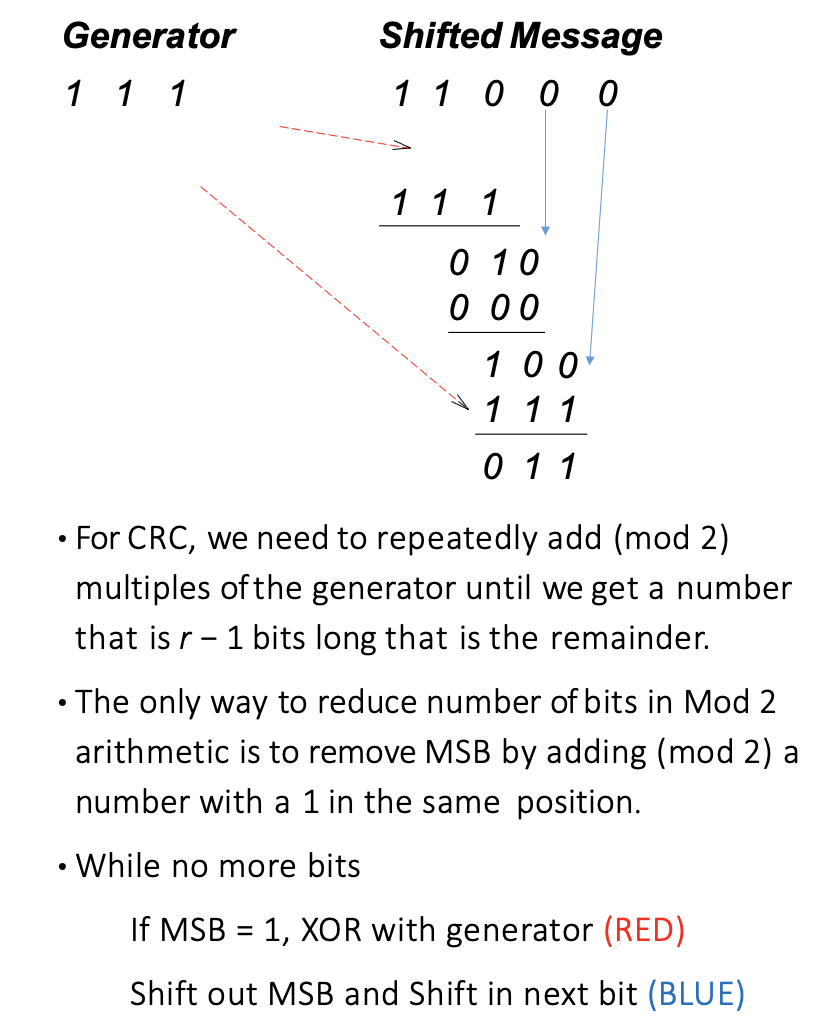 Generator Shifted Message
1 1 1 1 1 0 0 0
1 1 1
0 1 0
0 0 0
1 0 0
1 1 1
0 1 1
• For CRC, we need to repeatedly add (mod 2)
multiples of the generator until we get a number
that is r − 1 bits long that is the remainder.
• The only way to reduce number of bits in Mod 2
arithmetic is to remove MSB by adding (mod 2) a
number with a 1 in the same position.
• While no more bits
If MSB = 1, XOR with generator (RED)
Shift out MSB and Shift in next bit (BLUE)